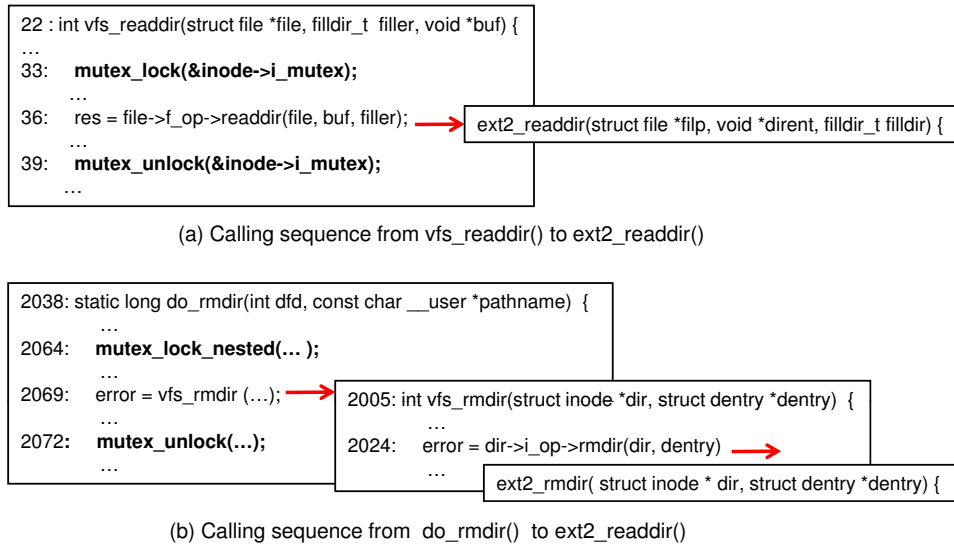 22 : int vfs_readdir(struct file *file, filldir_t filler, void *buf) {
…
33: mutex_lock(&inode->i_mutex);
…
36: res = file->f_op->readdir(file, buf, filler);
ext2_readdir(struct file *filp, void *dirent, filldir_t filldir) {
…
39: mutex_unlock(&inode->i_mutex);
…
(a) Calling sequence from vfs_readdir() to ext2_readdir()
2038: static long do_rmdir(int dfd, const char __user *pathname) {
…
2064: mutex_lock_nested(… );
…
2069: error = vfs_rmdir (…);
…
2072: mutex_unlock(…);
…
2005: int vfs_rmdir(struct inode *dir, struct dentry *dentry) {
…
2024: error = dir->i_op->rmdir(dir, dentry)
…
ext2_rmdir( struct inode * dir, struct dentry *dentry) {
(b) Calling sequence from do_rmdir() to ext2_readdir()